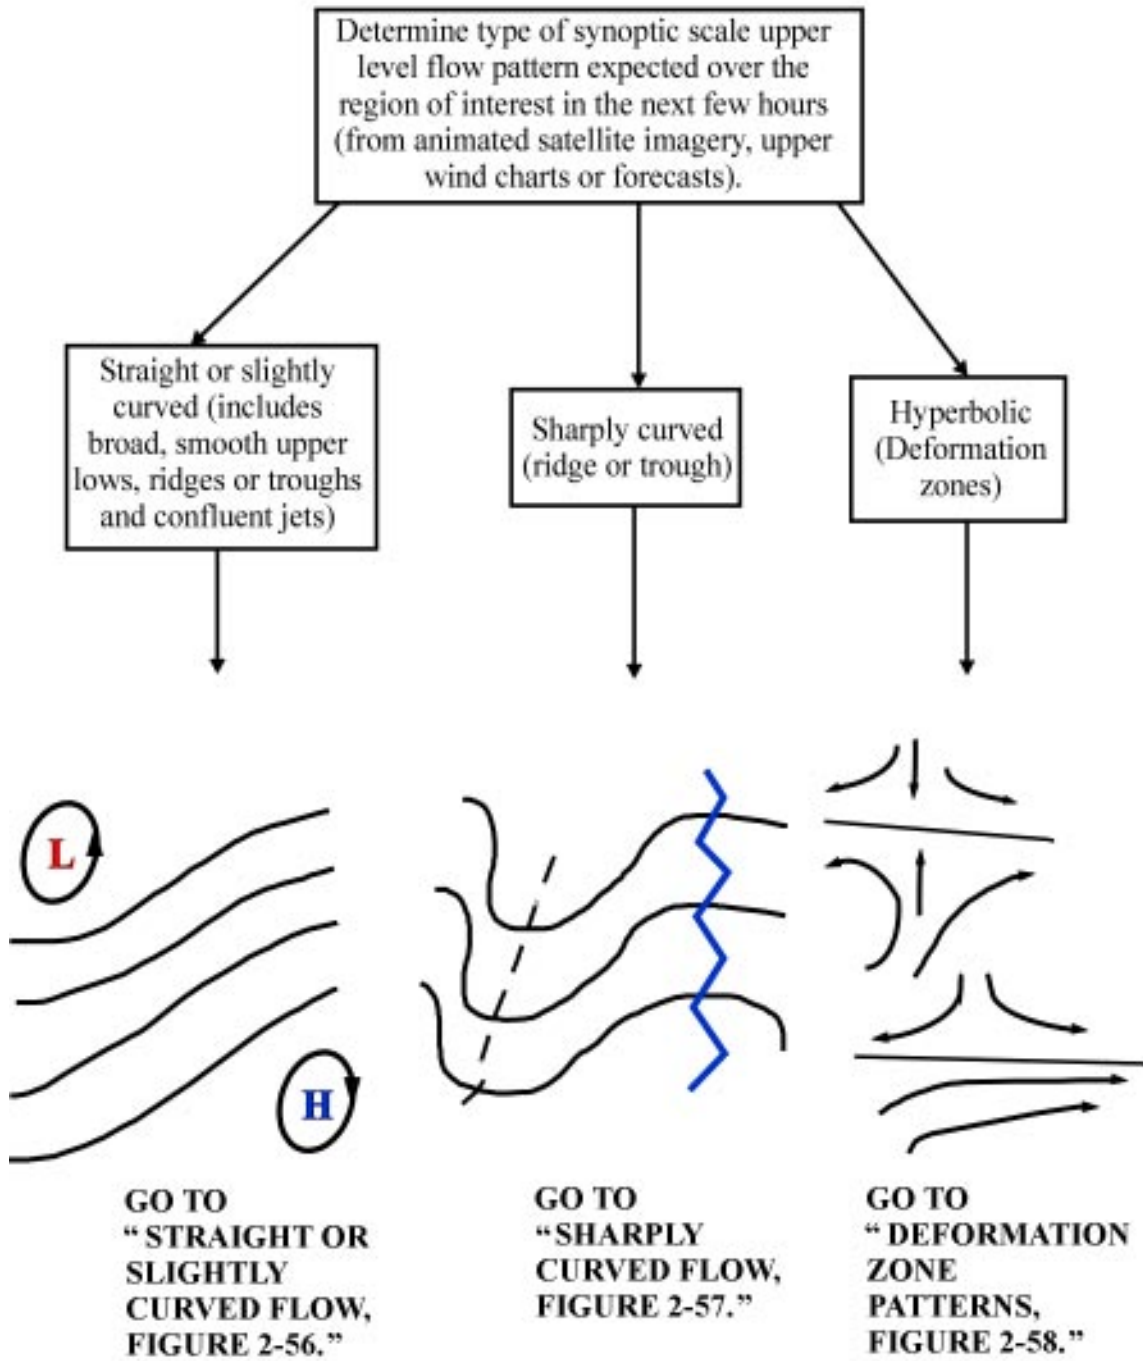 Determine type of synoptic scale upper
level flow pattern expected over the
region of interest in the next few hours
(from animated satellite imagery, upper
wind charts or forecasts).
Straight or slightly
curved (includes
broad, smooth upper
lows, ridges or troughs
and confluent jets)
Sharply curved
(ridge or trough)
Hyperbolic
(Deformation
zones)
L
H
GO TO
“ STRAIGHT OR
SLIGHTLY
CURVED FLOW,
FIGURE 2-56.”
GO TO
“SHARPLY
CURVED FLOW,
FIGURE 2-57.”
GO TO
“ DEFORMATION
ZONE
PATTERNS,
FIGURE 2-58.”